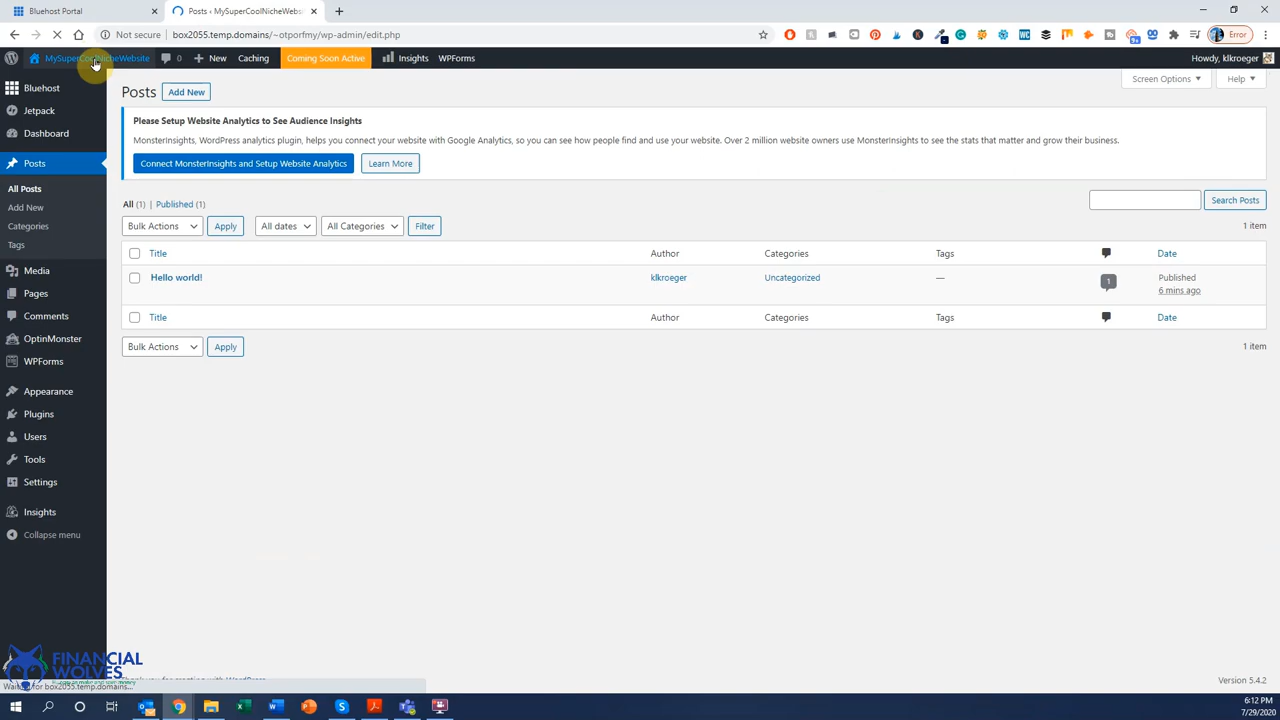 Bluehost Portal
Posts ‹ MySuperCoolNicheWebsite
Not secure
box2055.temp.domains/~otporfmy/wp-admin/edit.php
Error
0
New
Caching
Coming Soon Active
Insights
WPForms
Howdy, klkroeger
Bluehost
Jetpack
Dashboard
Posts
All Posts
Add New
Categories
Tags
Media
Pages
Comments
OptinMonster
WPForms
Appearance
Plugins
Users
Tools
Settings
Insights
Collapse menu
Posts
Add New
Screen Options
Help
Please Setup Website Analytics to See Audience Insights
MonsterInsights, WordPress analytics plugin, helps you connect your website with Google Analytics, so you can see how people find and use your website. Over 2 million website owners use MonsterInsights to see the stats that matter and grow their business.
Connect MonsterInsights and Setup Website Analytics
Learn More
All (1) | Published (1)
Search Posts
Bulk Actions
Apply
All dates
All Categories
Filter
1 item
Title
Author
Categories
Tags
Date
Hello world!
klkroeger
Uncategorized
—
1
Published
6 mins ago
Title
Author
Categories
Tags
Date
Bulk Actions
Apply
1 item
FINANCIAL
WOLVES
Version 5.4.2
6:12 PM
7/29/2020